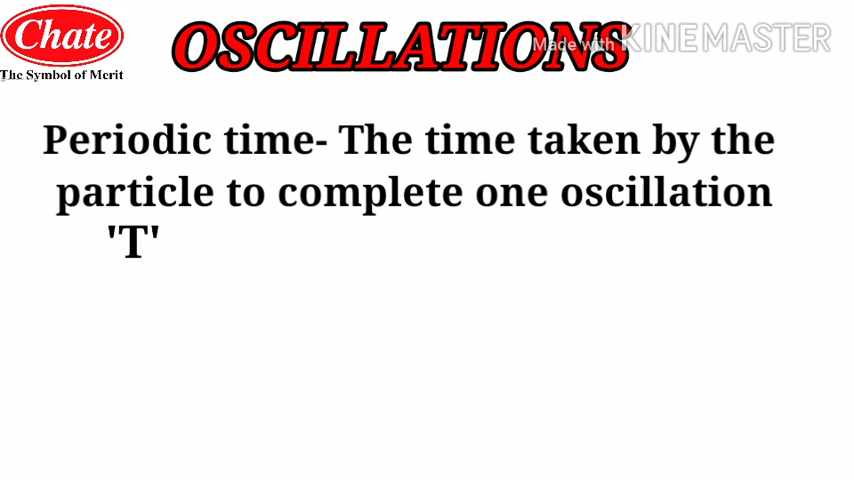 Chate
The Symbol of Merit
OSCILLATIONS
Made with KINEMASTER
Periodic time- The time taken by the
particle to complete one oscillation
'T'